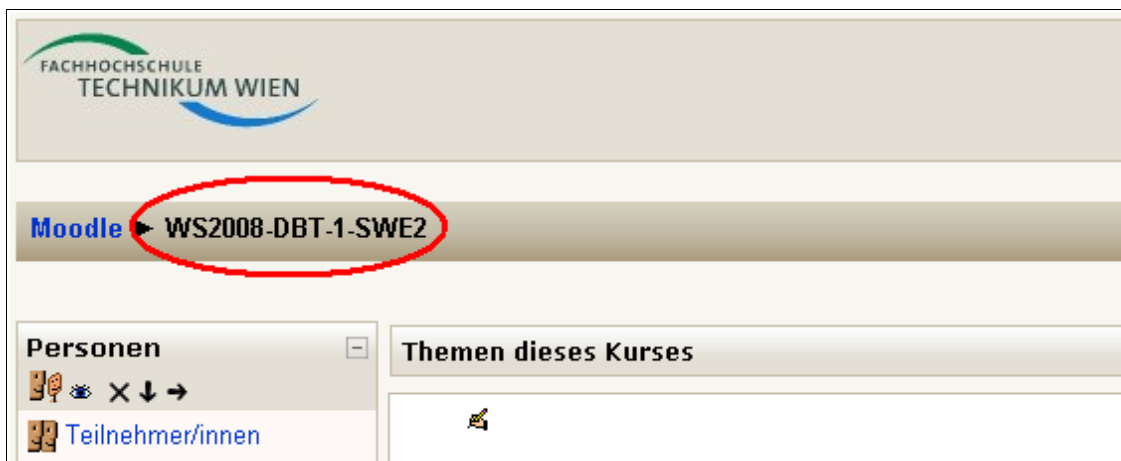 FACHHOCHSCHULE
TECHNIKUM WIEN
Moodle ► WS2008-DBT-1-SWE2
Personen
Themen dieses Kurses
Teilnehmer/innen